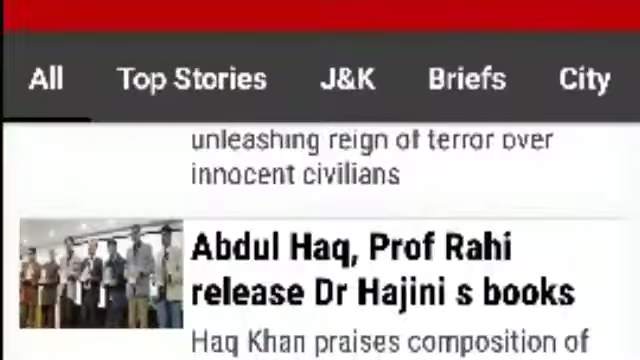 All Top Stories J&K Briefs City
unleashing reign of terror over
innocent civilians
Abdul Haq, Prof Rahi
release Dr Hajini s books
Haq Khan praises composition of